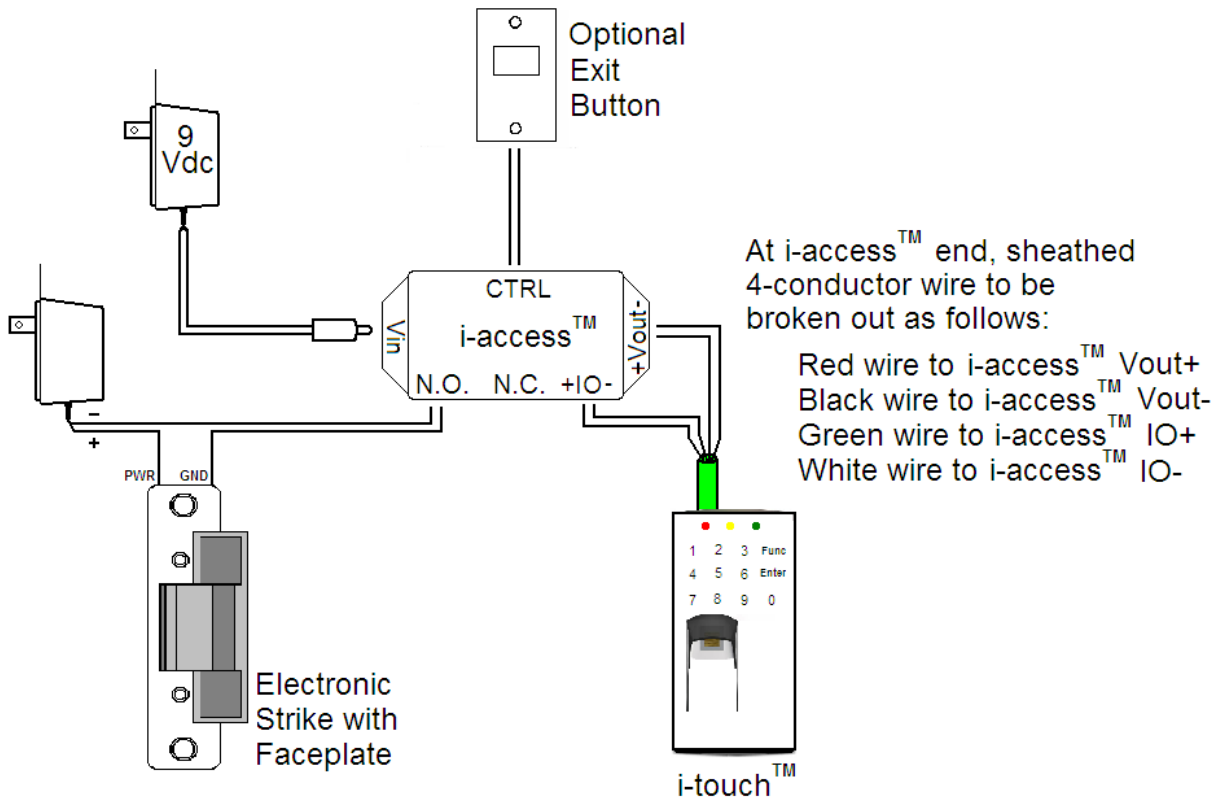 Optional
Exit
Button
9
Vdc
At i-access™ end, sheathed
4-conductor wire to be
broken out as follows:
Red wire to i-access™ Vout+
Black wire to i-access™ Vout-
Green wire to i-access™ IO+
White wire to i-access™ IO-
CTRL
Vin
i-access™
+Vout-
N.O. N.C. +IO-
–
+
PWR GND
Electronic
Strike with
Faceplate
1 2 3 Func
4 5 6 Enter
7 8 9 0
i-touch™